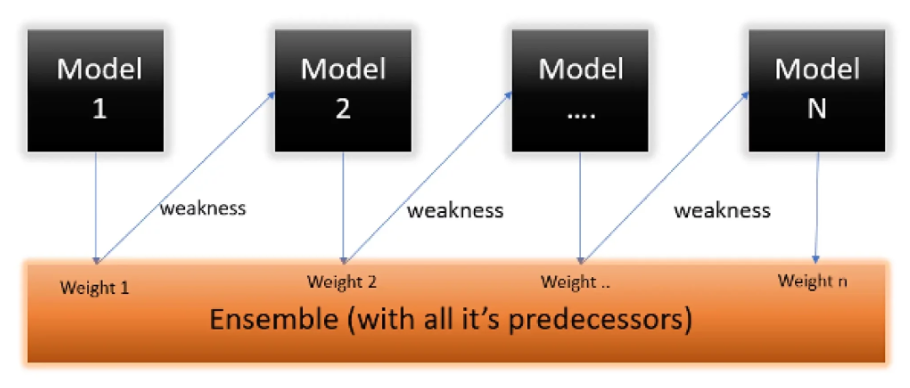 Model
1
Model
2
Model
....
Model
N
weakness
weakness
weakness
Weight 1
Weight 2
Weight ..
Weight n
Ensemble (with all it's predecessors)